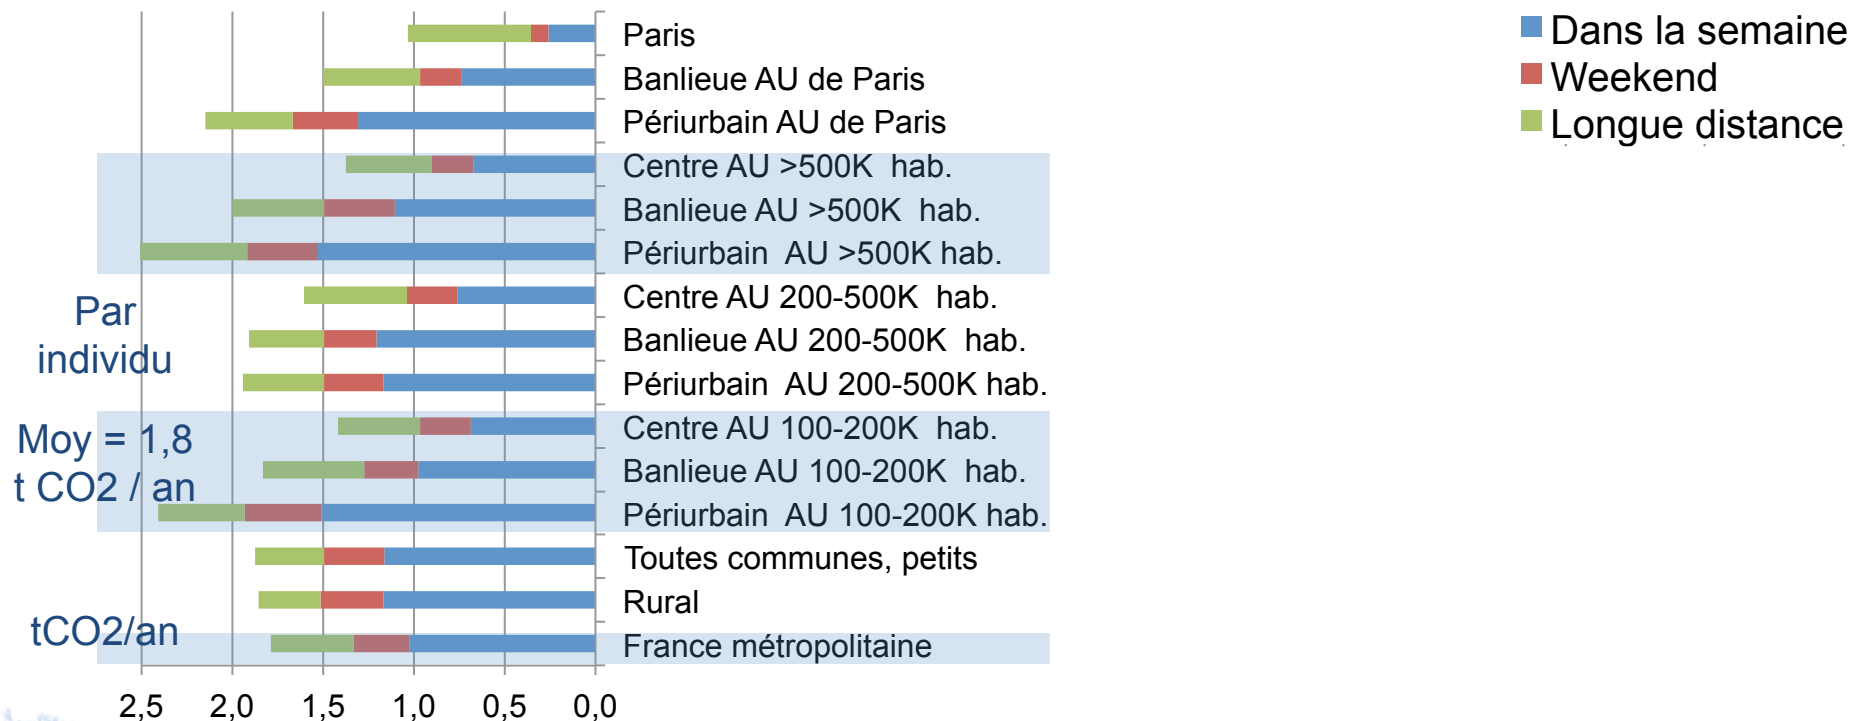 Paris
Banlieue AU de Paris
Périurbain AU de Paris
Centre AU >500K hab.
Banlieue AU >500K hab.
Périurbain AU >500K hab.
Centre AU 200-500K hab.
Banlieue AU 200-500K hab.
Périurbain AU 200-500K hab.
Centre AU 100-200K hab.
Banlieue AU 100-200K hab.
Périurbain AU 100-200K hab.
Toutes communes, petits
Rural
France métropolitaine
Par
individu
Moy = 1,8
t CO2 / an
tCO2/an
2,5 2,0 1,5 1,0 0,5 0,0
Dans la semaine
Weekend
Longue distance